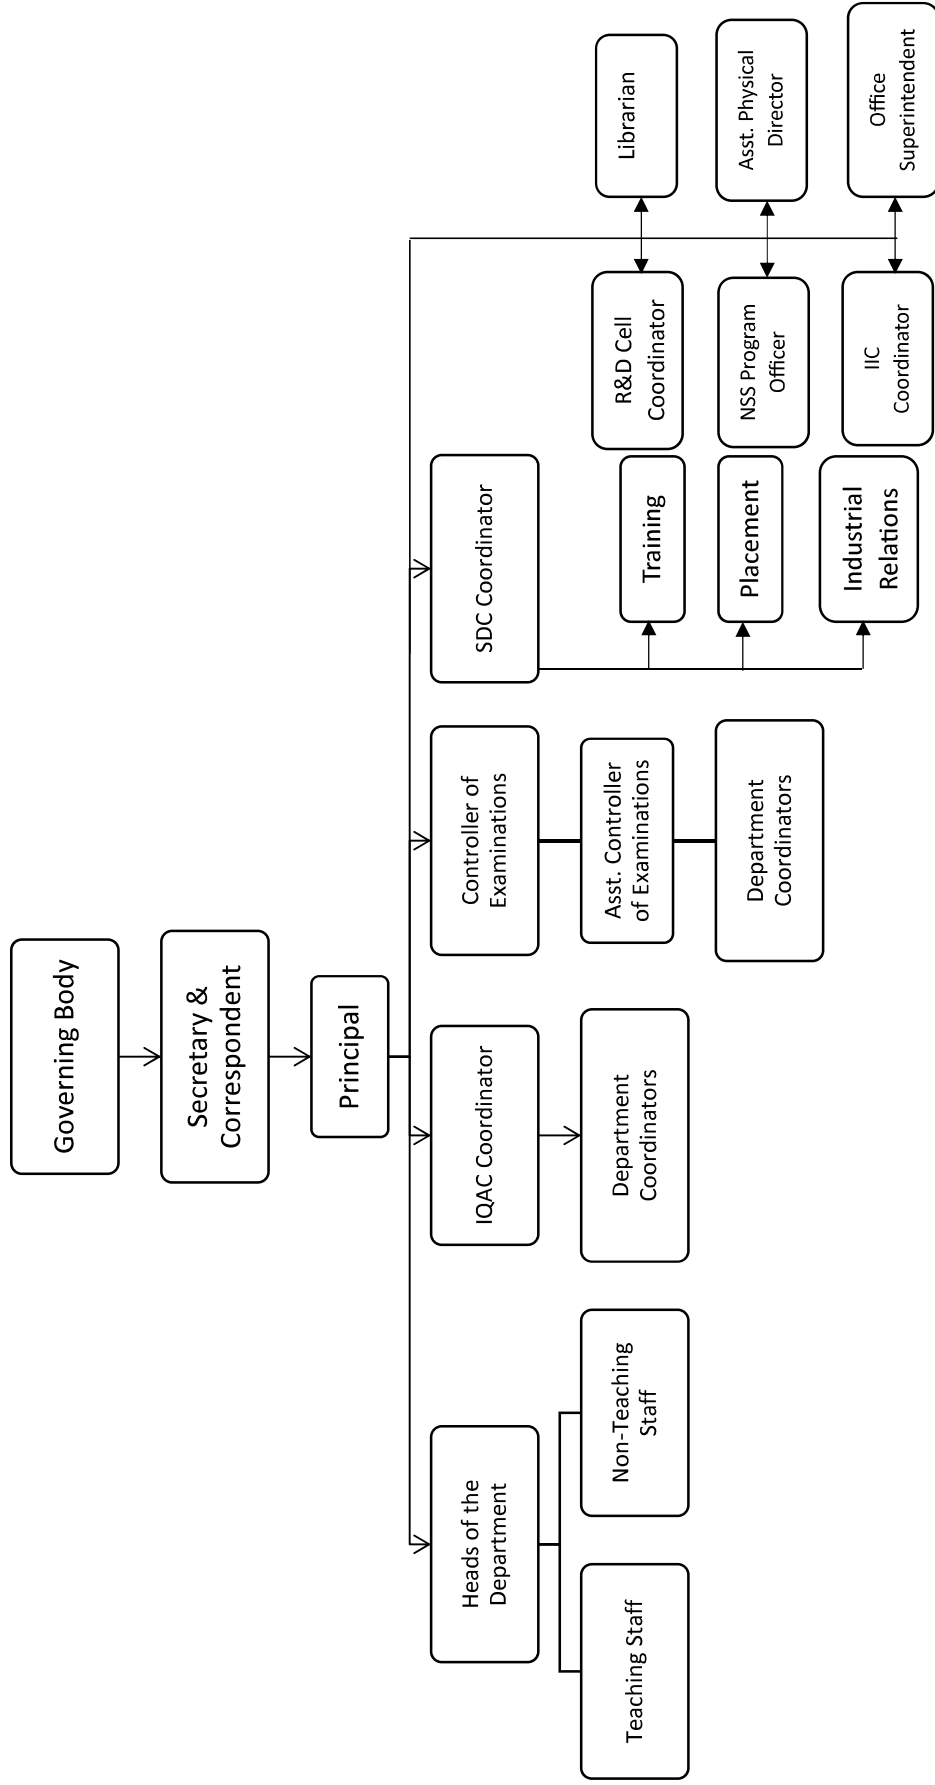 Governing Body
Secretary &
Correspondent
Principal
Heads of the
Department
IQAC Coordinator
Controller of
Examinations
SDC Coordinator
Teaching Staff
Non-Teaching
Staff
Department
Coordinators
Asst. Controller
of Examinations
Department
Coordinators
Training
Placement
Industrial
Relations
R&D Cell
Coordinator
Librarian
NSS Program
Officer
Asst. Physical
Director
IIC
Coordinator
Office
Superintendent